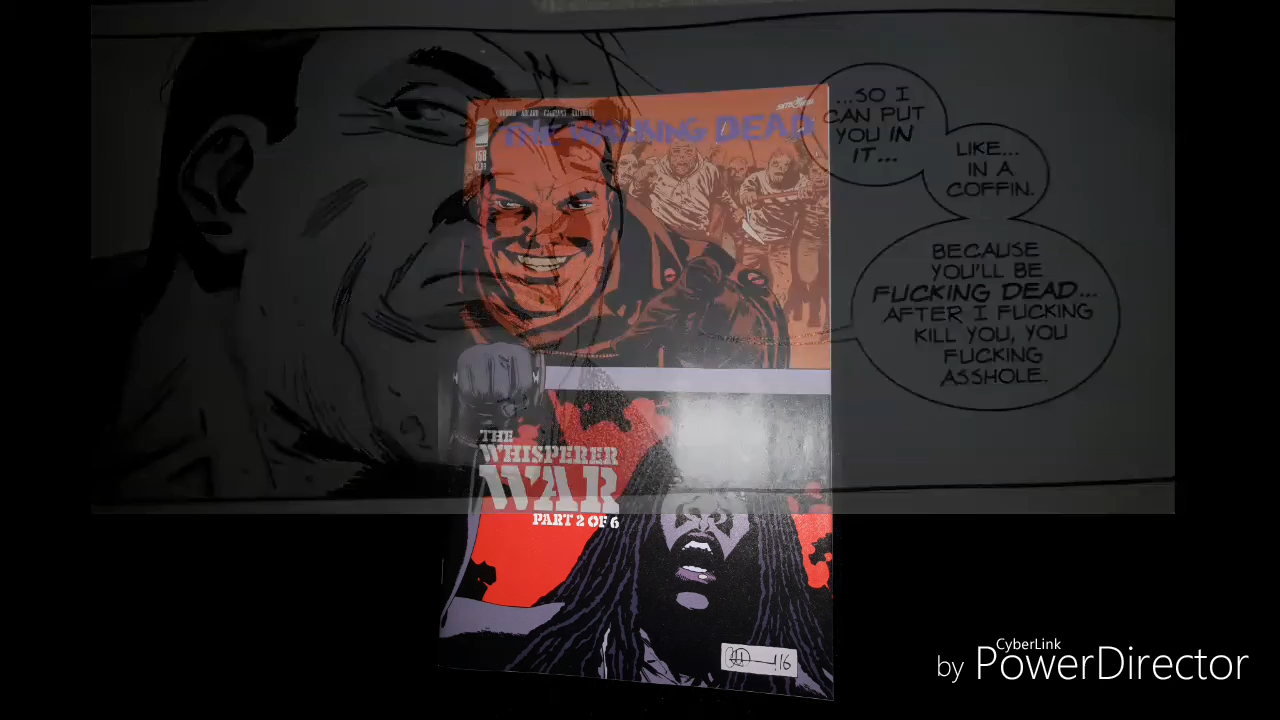 ...SO I
CAN PUT
YOU IN
IT...
LIKE...
IN A
COFFIN.
BECAUSE
YOU'LL BE
FUCKING DEAD...
AFTER I FUCKING
KILL YOU, YOU
FUCKING
ASSHOLE.
THE WALKING DEAD
158
THE
WHISPERER
WAR
PART 2 OF 6
116
CyberLink
by PowerDirector